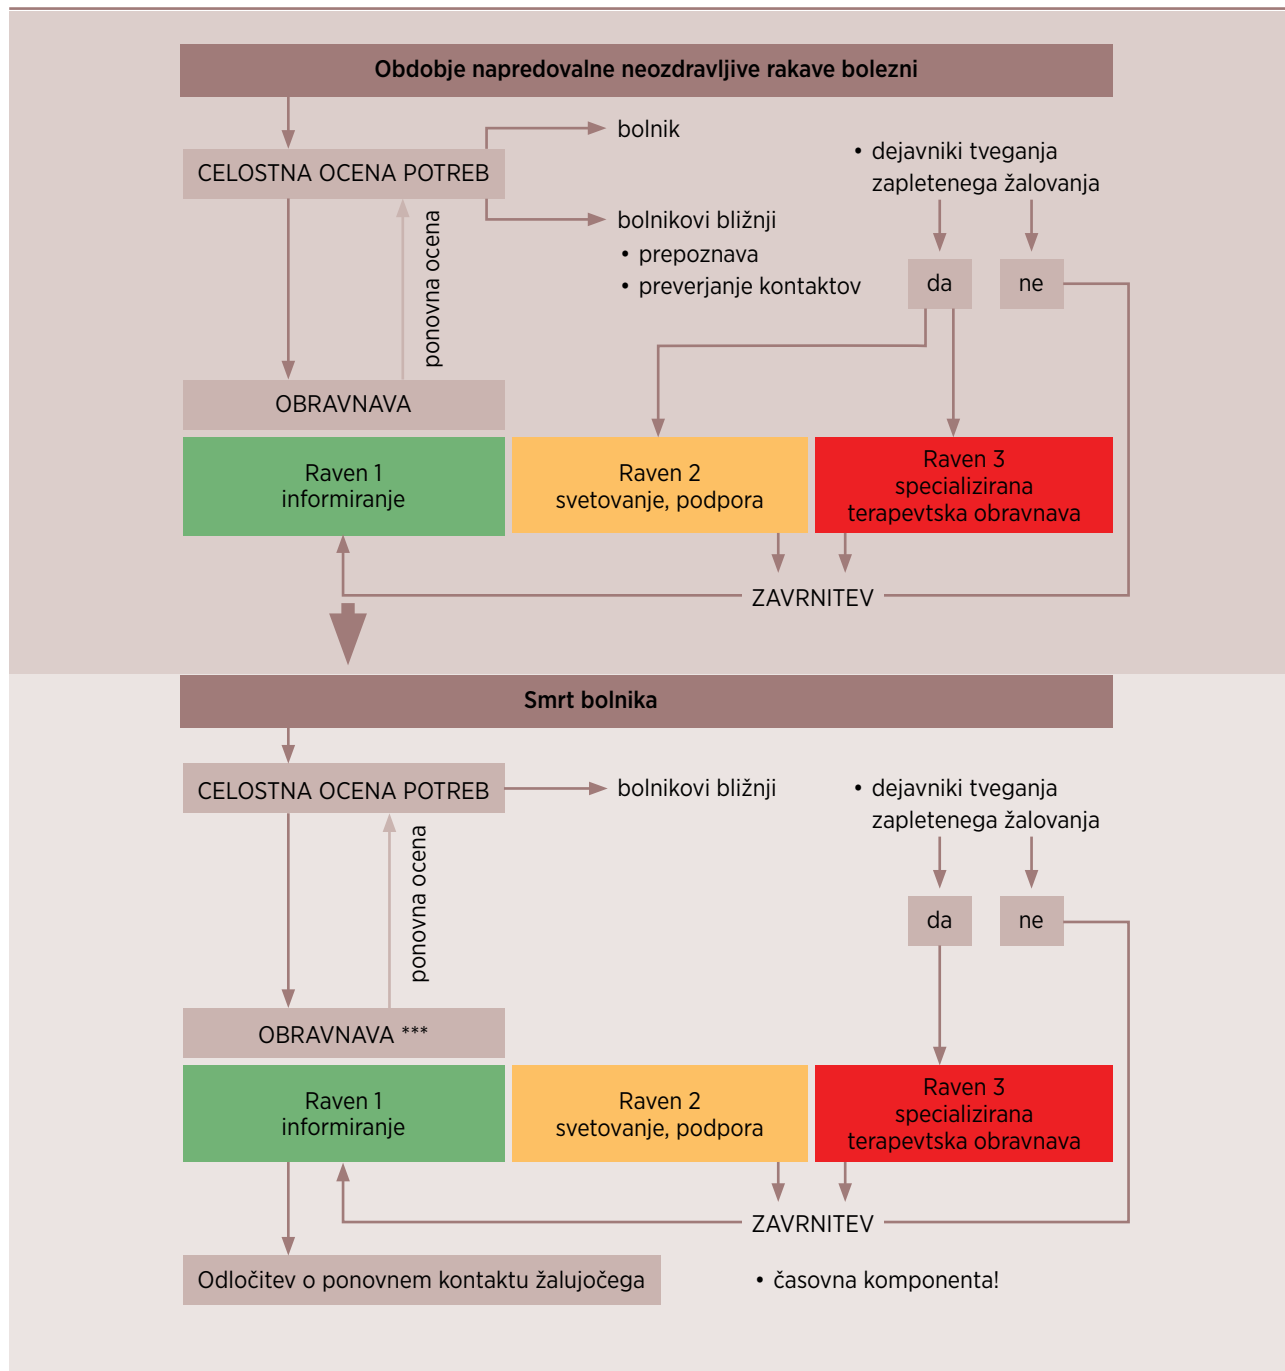 Obdobje napredovalne neozdravljive rakave bolezni
bolnik
• dejavniki tveganja
zapletenega žalovanja
CELOSTNA OCENA POTREB
ponovna ocena
bolnikovi bližnji
• prepoznava
• preverjanje kontaktov
da
ne
OBRAVNAVA
Raven 1
informiranje
Raven 2
svetovanje, podpora
Raven 3
specializirana
terapevtska obravnava
ZAVRNITEV
Smrt bolnika
CELOSTNA OCENA POTREB
bolnikovi bližnji
• dejavniki tveganja
zapletenega žalovanja
ponovna ocena
da
ne
OBRAVNAVA ***
Raven 1
informiranje
Raven 2
svetovanje, podpora
Raven 3
specializirana
terapevtska obravnava
ZAVRNITEV
Odločitev o ponovnem kontaktu žalujočega
• časovna komponenta!